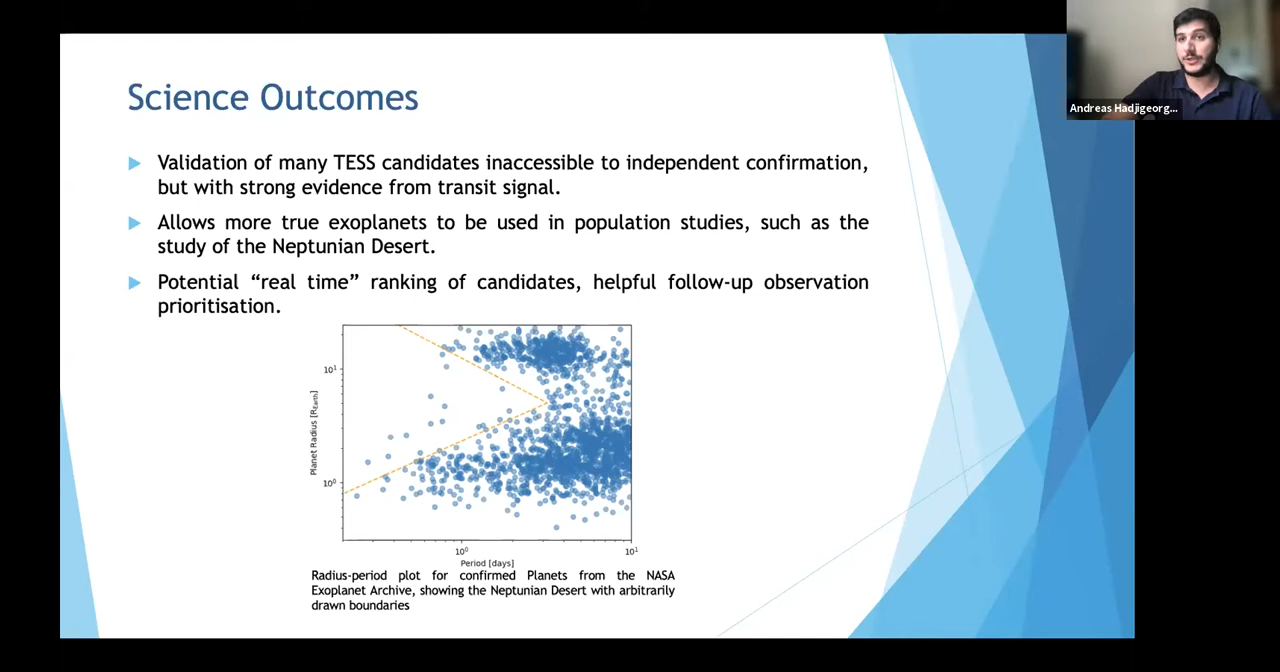 Science Outcomes
Validation of many TESS candidates inaccessible to independent confirmation,
but with strong evidence from transit signal.
Allows more true exoplanets to be used in population studies, such as the
study of the Neptunian Desert.
Potential “real time” ranking of candidates, helpful follow-up observation
prioritisation.
10¹
Planet Radius [R_Earth]
10⁰
10⁰
10¹
Period [days]
Radius-period plot for confirmed Planets from the NASA
Exoplanet Archive, showing the Neptunian Desert with arbitrarily
drawn boundaries
Andreas Hadjigeorg...